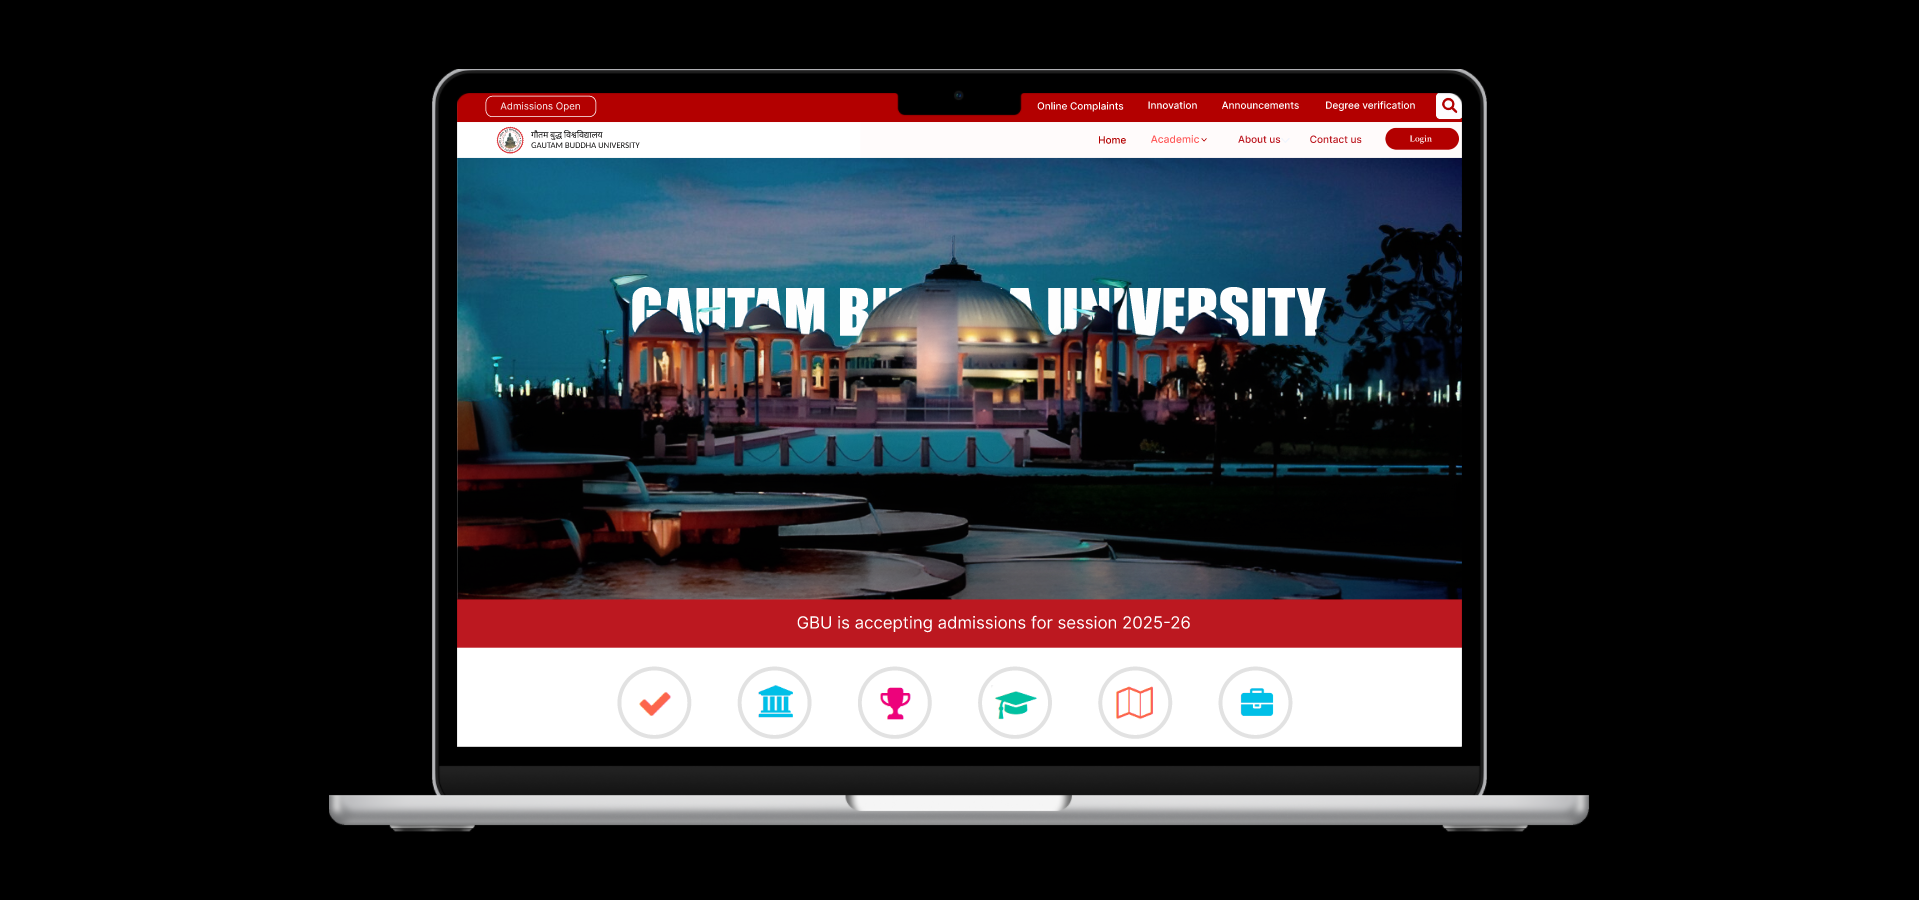 Admissions Open
Online Complaints
Innovation
Announcements
Degree verification
गौतम बुद्ध विश्वविद्यालय
GAUTAM BUDDHA UNIVERSITY
Home
Academic
About us
Contact us
Login
GAUTAM BUDDHA UNIVERSITY
GBU is accepting admissions for session 2025-26